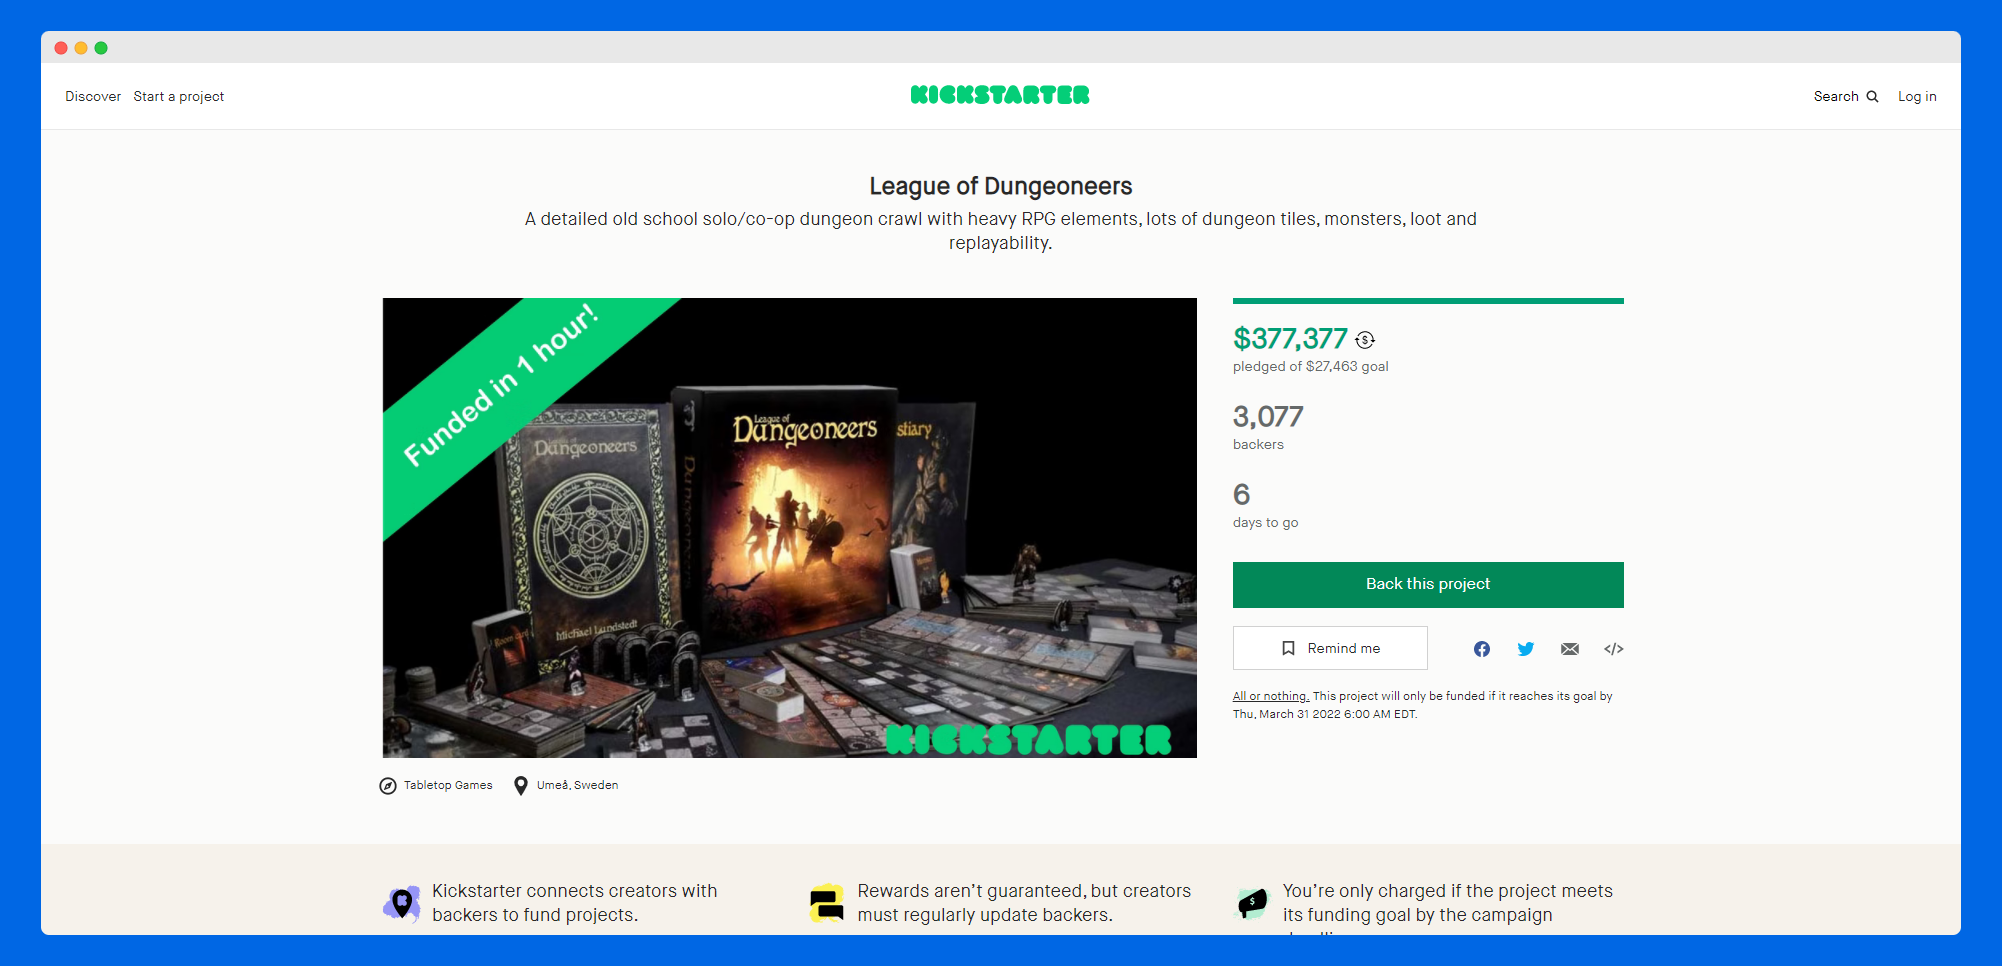 Discover Start a project
KICKSTARTER
Search Log in
League of Dungeoneers
A detailed old school solo/co-op dungeon crawl with heavy RPG elements, lots of dungeon tiles, monsters, loot and
replayability.
Funded in 1 hour!
Dungeoneers
Michael Lundstedt
League of
Dungeoneers
Dungeoneers
stiary
Room card
KICKSTARTER
$377,377
pledged of $27,463 goal
3,077
backers
6
days to go
Back this project
Remind me
All or nothing. This project will only be funded if it reaches its goal by
Thu, March 31 2022 6:00 AM EDT.
Tabletop Games Umeå, Sweden
Kickstarter connects creators with
backers to fund projects.
Rewards aren't guaranteed, but creators
must regularly update backers.
You're only charged if the project meets
its funding goal by the campaign